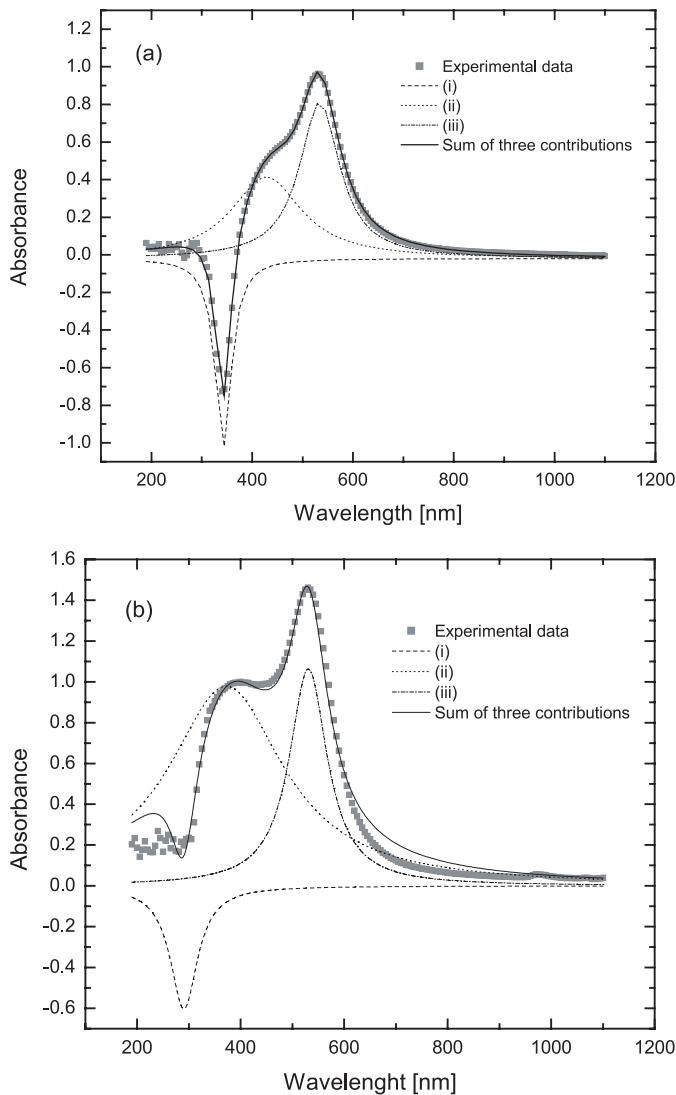 1.2
1.0
0.8
0.6
0.4
0.2
0.0
-0.2
-0.4
-0.6
-0.8
-1.0
Absorbance
(a)
Experimental data
(i)
(ii)
(iii)
Sum of three contributions
200 400 600 800 1000 1200
Wavelength [nm]
1.6
1.4
1.2
1.0
0.8
0.6
0.4
0.2
0.0
-0.2
-0.4
-0.6
Absorbance
(b)
Experimental data
(i)
(ii)
(iii)
Sum of three contributions
200 400 600 800 1000 1200
Wavelenght [nm]